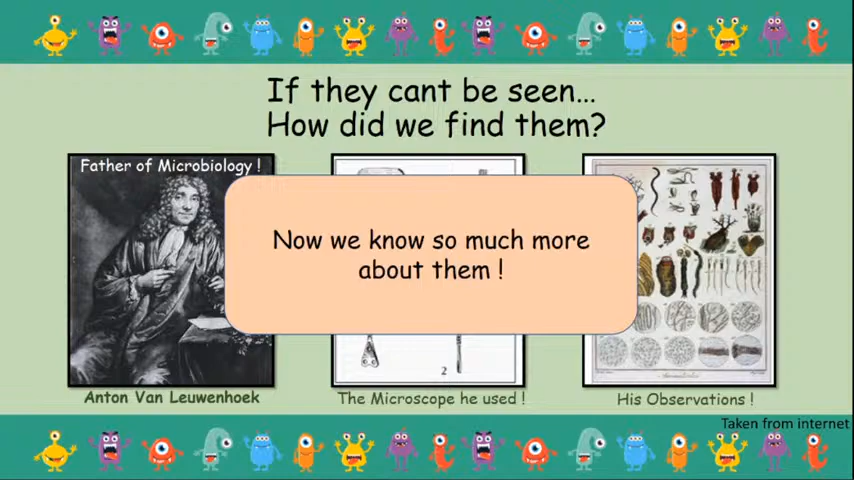 If they cant be seen...
How did we find them?
Father of Microbiology !
Now we know so much more
about them !
2
Anton Van Leuwenhoek
The Microscope he used !
His Observations !
Taken from internet